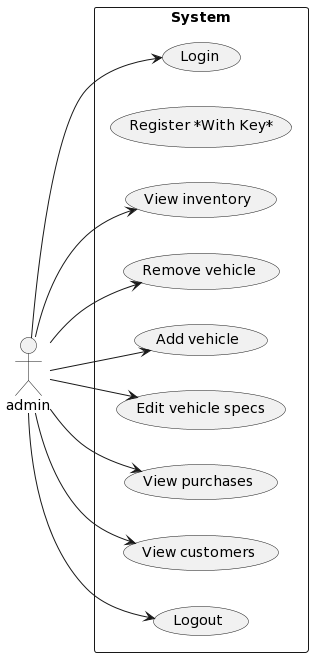 System
Login
Register *With Key*
View inventory
Remove vehicle
Add vehicle
admin
Edit vehicle specs
View purchases
View customers
Logout